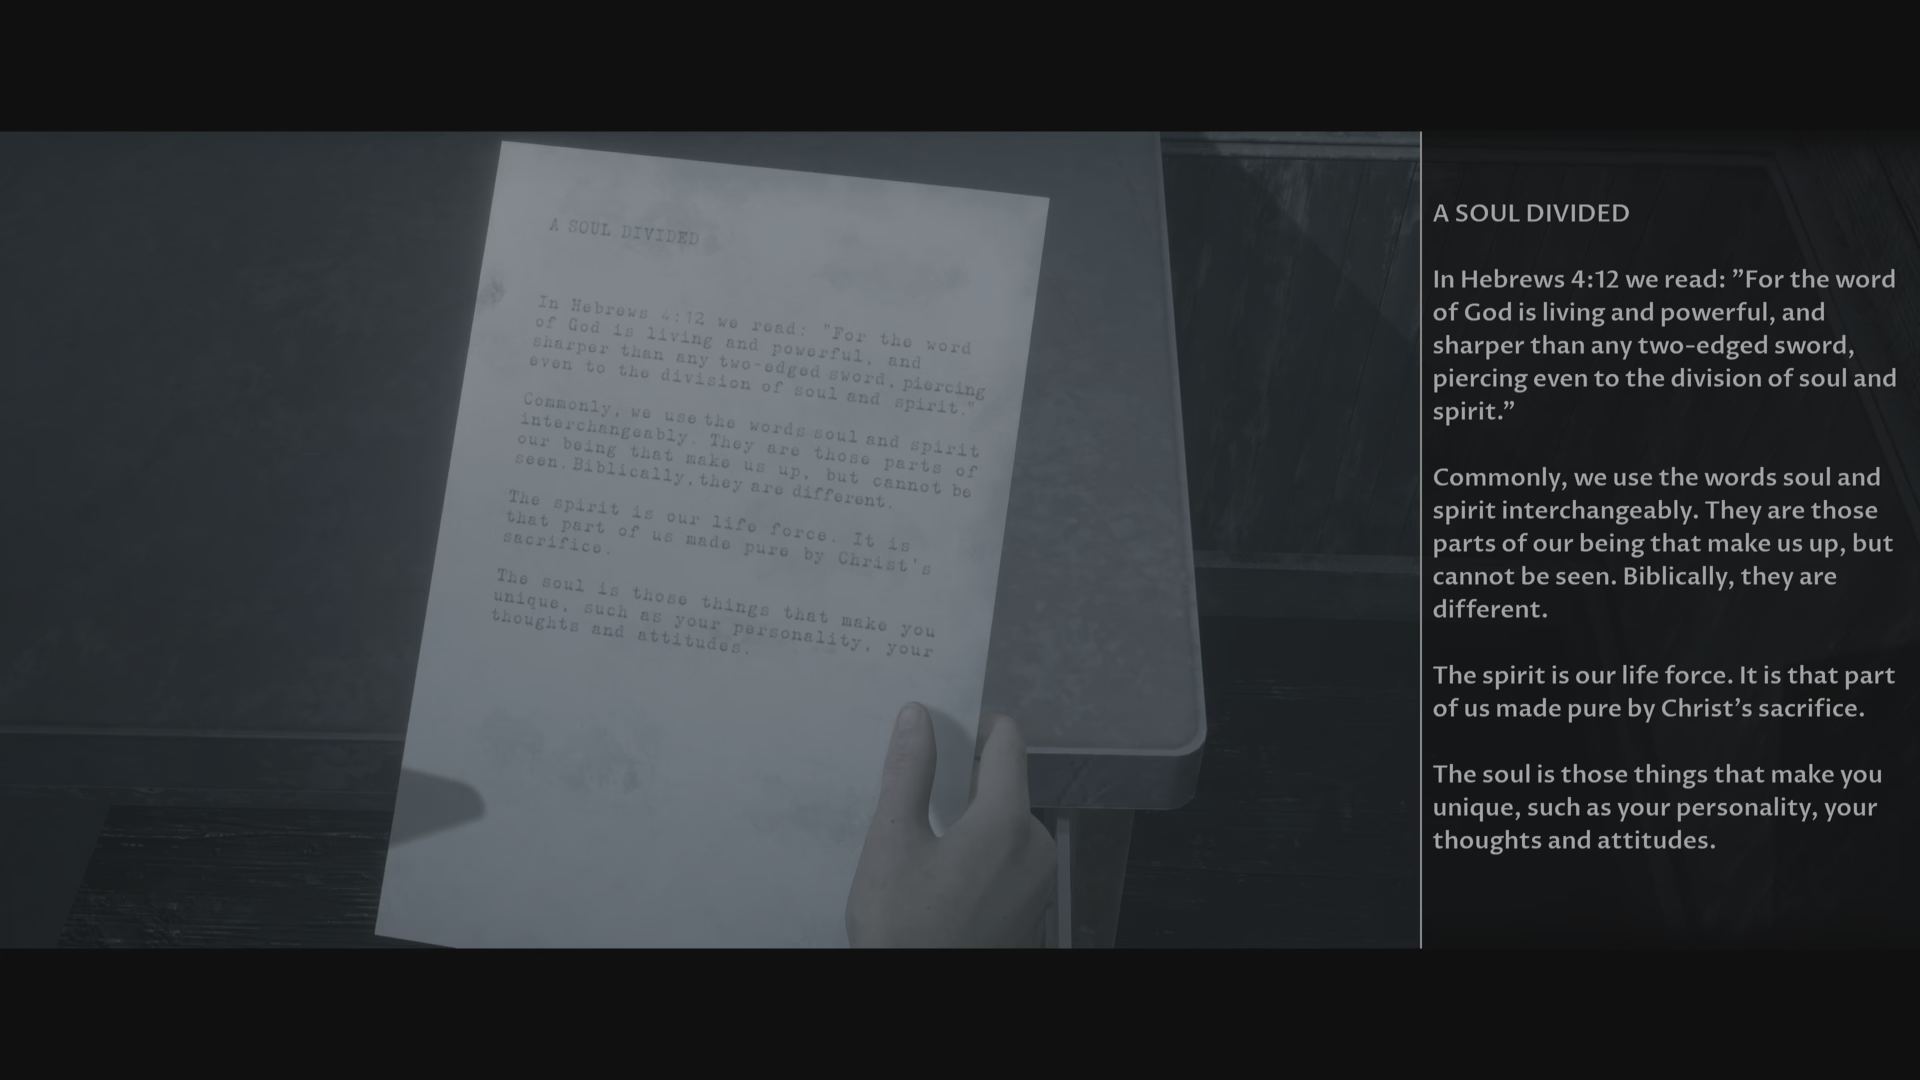 A SOUL DIVIDED
In Hebrews 4:12 we read: "For the word
of God is living and powerful, and
sharper than any two-edged sword, piercing
even to the division of soul and spirit."
Commonly, we use the words soul and spirit
interchangeably. They are those parts of
our being that make us up, but cannot be
seen. Biblically, they are different.
The spirit is our life force. It is
that part of us made pure by Christ's
sacrifice.
The soul is those things that make you
unique, such as your personality, your
thoughts and attitudes.
A SOUL DIVIDED
In Hebrews 4:12 we read: ”For the word
of God is living and powerful, and
sharper than any two-edged sword,
piercing even to the division of soul and
spirit.”
Commonly, we use the words soul and
spirit interchangeably. They are those
parts of our being that make us up, but
cannot be seen. Biblically, they are
different.
The spirit is our life force. It is that part
of us made pure by Christ’s sacrifice.
The soul is those things that make you
unique, such as your personality, your
thoughts and attitudes.